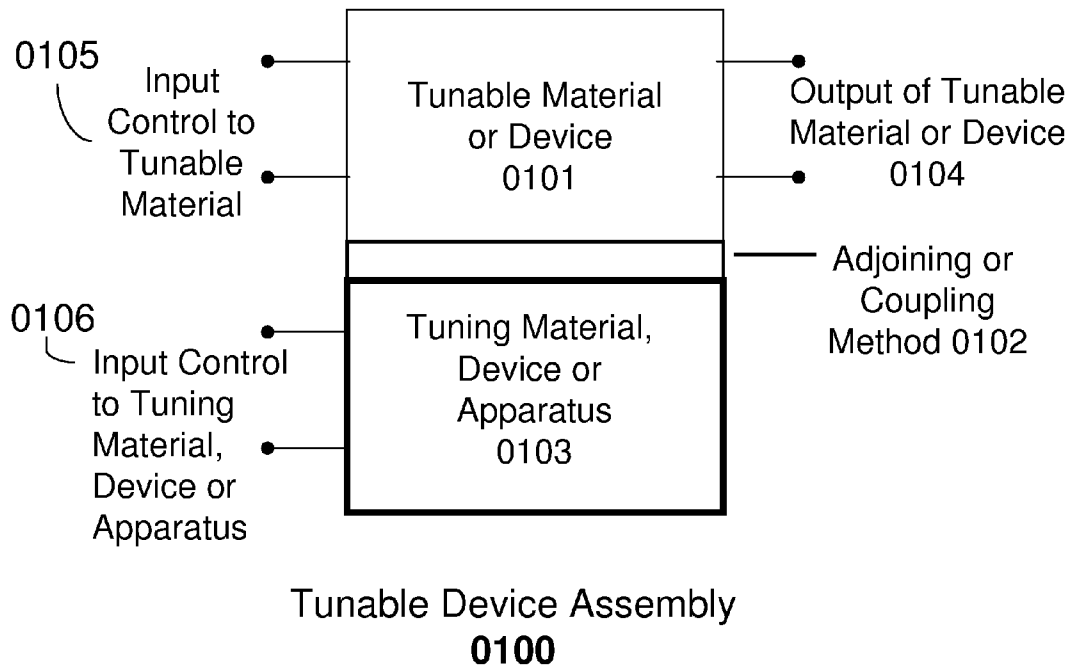 0105
Input
Control to
Tunable
Material
Tunable Material
or Device
0101
Output of Tunable
Material or Device
0104
Adjoining or
Coupling
Method 0102
0106
Input Control
to Tuning
Material,
Device or
Apparatus
Tuning Material,
Device or
Apparatus
0103
Tunable Device Assembly
0100